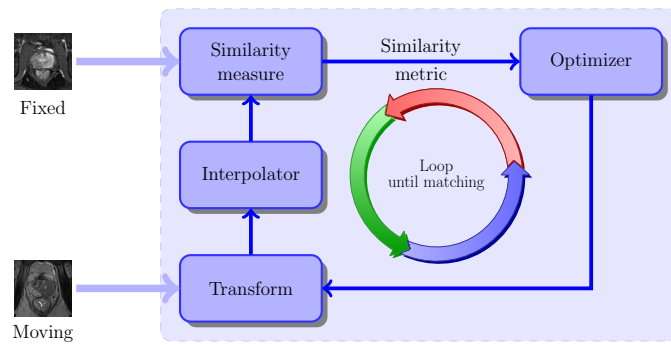 Similarity
measure
Similarity
metric
Optimizer
Fixed
Interpolator
Loop
until matching
Transform
Moving